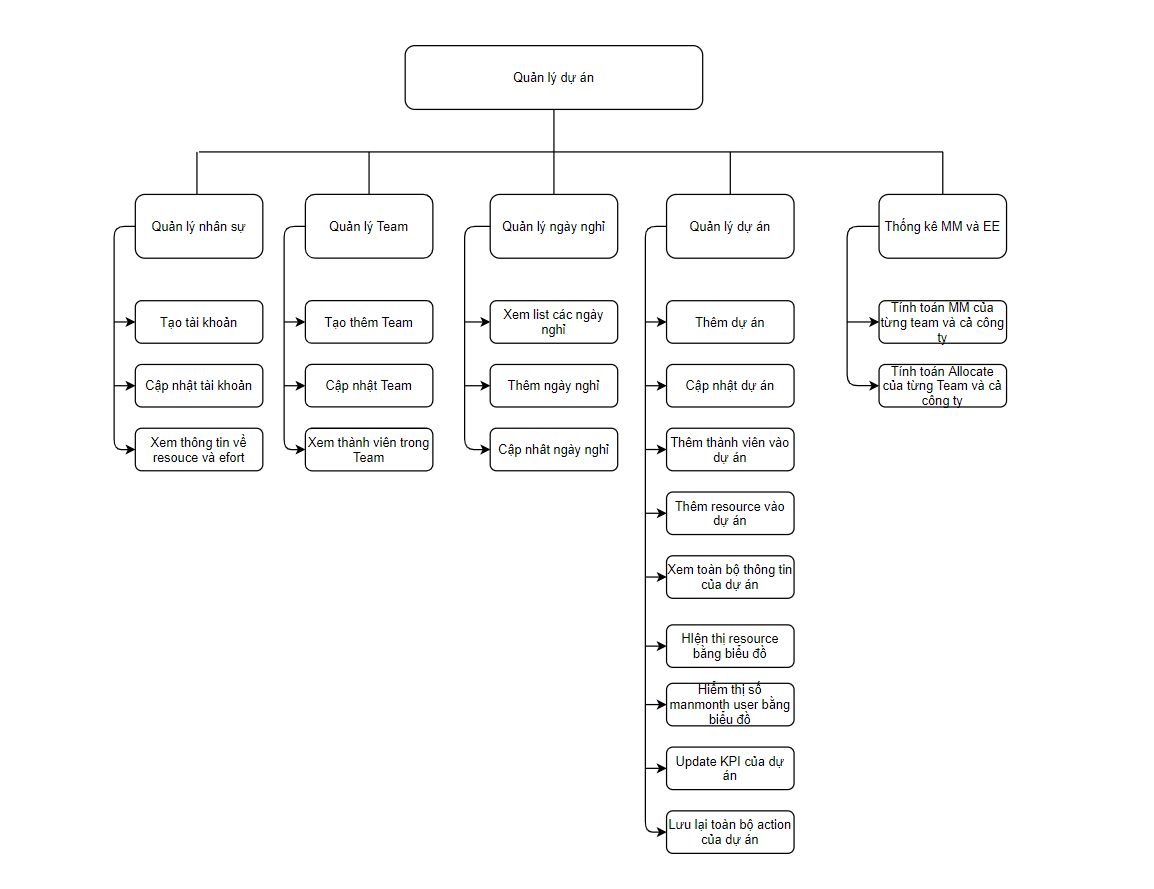 Quản lý dự án
Quản lý nhân sự
Quản lý Team
Quản lý ngày nghỉ
Quản lý dự án
Thống kê MM và EE
Tạo tài khoản
Cập nhật tài khoản
Xem thông tin về
resouce và efort
Tạo thêm Team
Cập nhật Team
Xem thành viên trong
Team
Xem list các ngày
nghỉ
Thêm ngày nghỉ
Cập nhât ngày nghỉ
Thêm dự án
Cập nhật dự án
Thêm thành viên vào
dự án
Thêm resource vào
dự án
Xem toàn bộ thông tin
của dự án
HIện thị resource
bằng biểu đồ
Hiểm thị số
manmonth user bằng
biểu đồ
Update KPI của dự
án
Lưu lại toàn bộ action
của dự án
Tính toán MM của
từng team và cả công
ty
Tính toán Allocate
của từng Team và cả
công ty